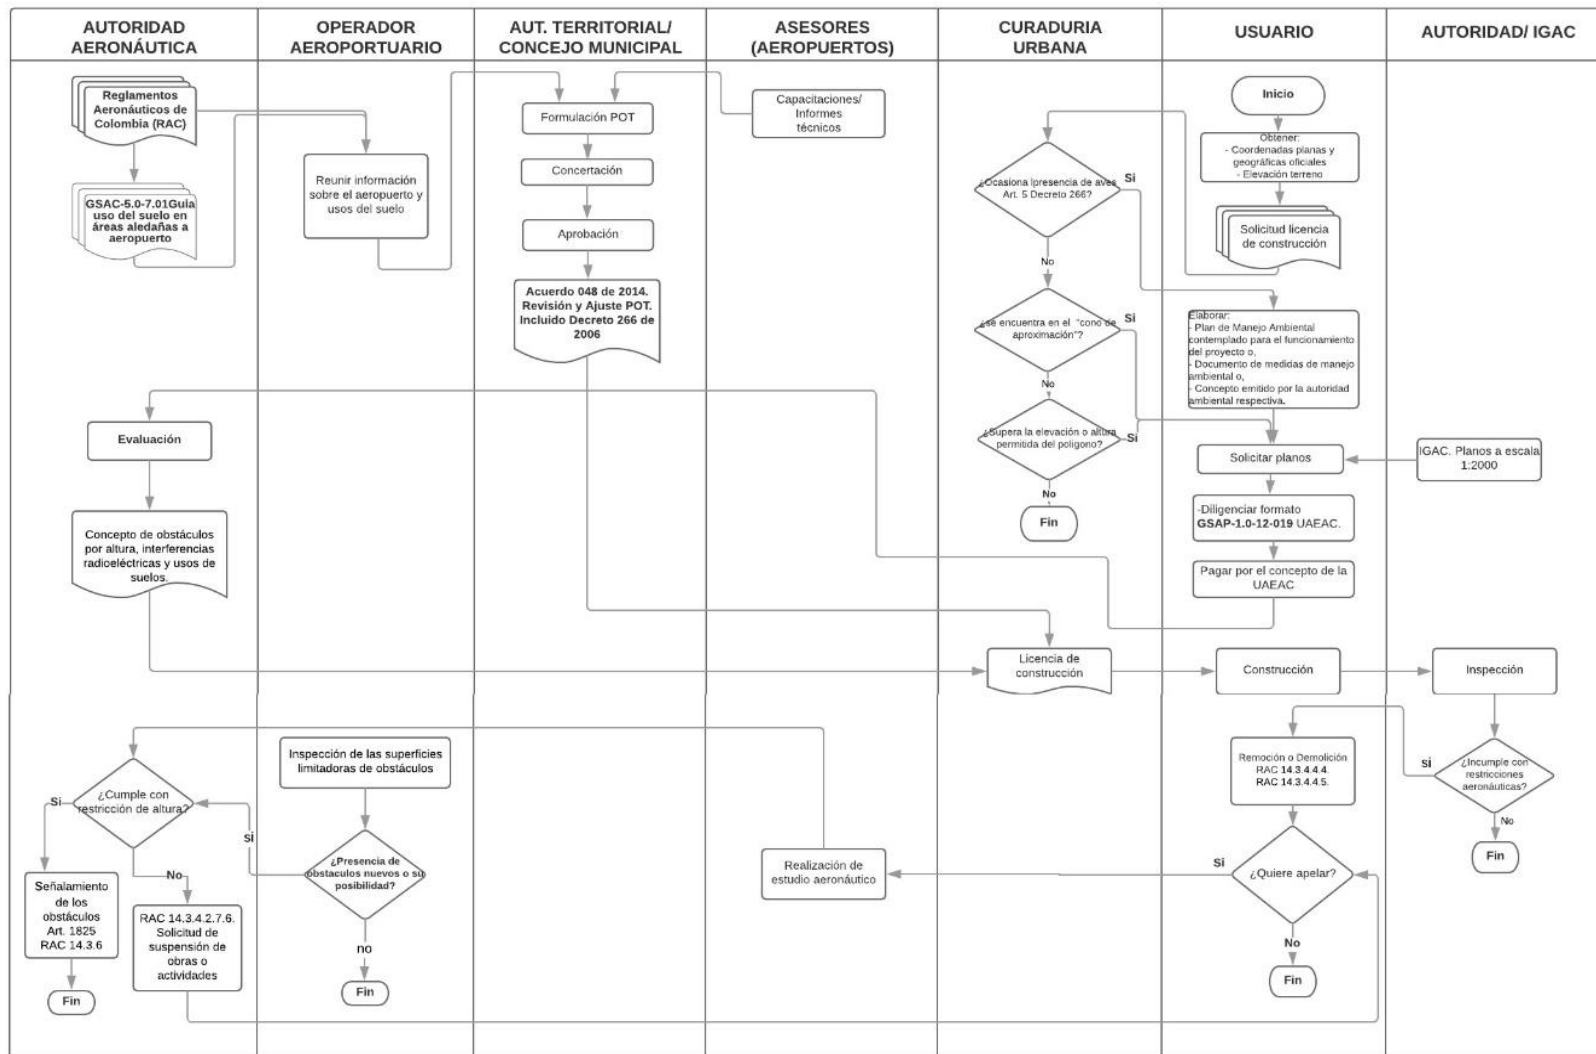 AUTORIDAD
AERONÁUTICA
OPERADOR
AEROPORTUARIO
AUT. TERRITORIAL/
CONCEJO MUNICIPAL
ASESORES
(AEROPUERTOS)
CURADURIA
URBANA
USUARIO
AUTORIDAD/ IGAC
Reglamentos
Aeronáuticos de
Colombia (RAC)
GSAC-5.0-7.01Guia
uso del suelo en
áreas aledañas a
aeropuerto
Reunir información
sobre el aeropuerto y
usos del suelo
Formulación POT
Concertación
Aprobación
Acuerdo 048 de 2014.
Revisión y Ajuste POT.
Incluido Decreto 266 de
2006
Capacitaciones/
Informes
técnicos
¿Ocasiona lpresencia de aves
Art. 5 Decreto 266?
Si
No
¿se encuentra en el "cono de
aproximación"?
Si
No
¿Supera la elevación o altura
permitida del poligono?
Si
No
Fin
Inicio
Obtener:
- Coordenadas planas y
geográficas oficiales
- Elevación terreno
Solicitud licencia
de construcción
Elaborar:
- Plan de Manejo Ambiental
contemplado para el funcionamiento
del proyecto o,
- Documento de medidas de manejo
ambiental o,
- Concepto emitido por la autoridad
ambiental respectiva.
Solicitar planos
IGAC. Planos a escala
1:2000
-Diligenciar formato
GSAP-1.0-12-019 UAEAC.
Pagar por el concepto de la
UAEAC
Evaluación
Concepto de obstáculos
por altura, interferencias
radioeléctricas y usos de
suelos.
Licencia de
construcción
Construcción
Inspección
¿Incumple con
restricciones
aeronáuticas?
si
No
Fin
Remoción o Demolición
RAC 14.3.4.4.4.
RAC 14.3.4.4.5.
¿Quiere apelar?
Si
No
Fin
Realización de
estudio aeronáutico
Inspección de las superficies
limitadoras de obstáculos
¿Presencia de
obstaculos nuevos o su
posibilidad?
si
no
Fin
¿Cumple con
restricción de altura?
Si
No
Señalamiento
de los
obstáculos
Art. 1825
RAC 14.3.6
Fin
RAC 14.3.4.2.7.6.
Solicitud de
suspensión de
obras o
actividades